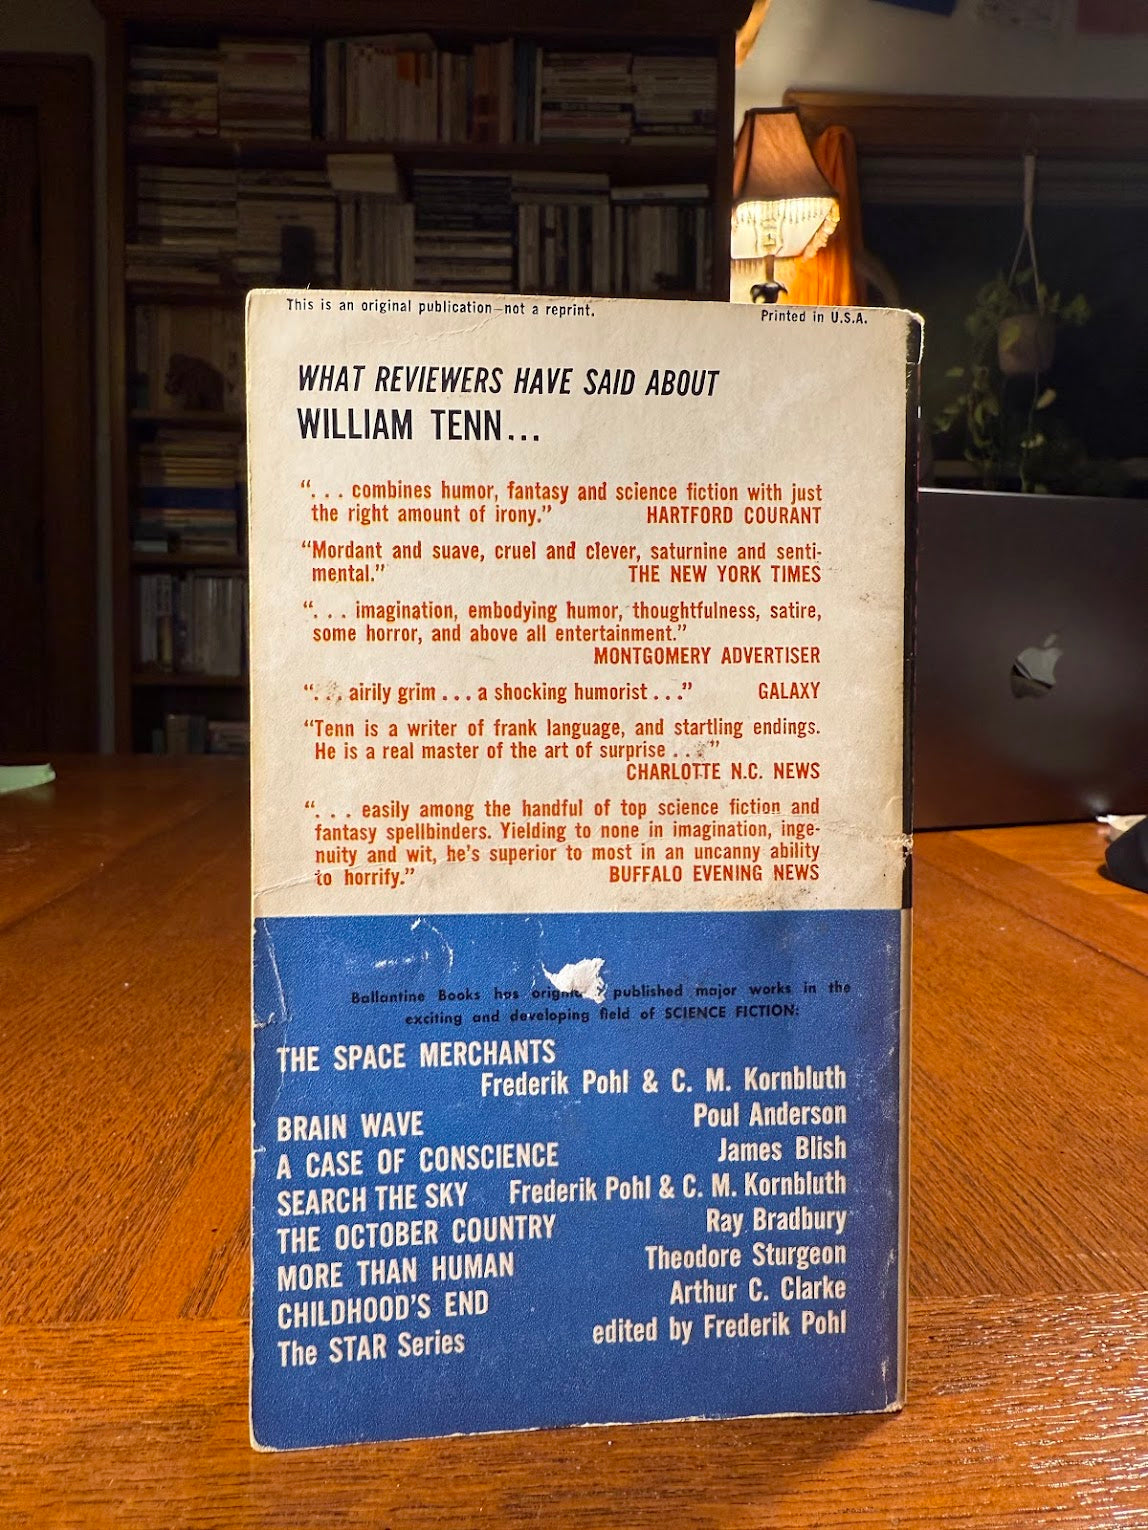 This is an original publication—not a reprint.
Printed in U.S.A.
WHAT REVIEWERS HAVE SAID ABOUT
WILLIAM TENN...
“. . . combines humor, fantasy and science fiction with just
the right amount of irony.” HARTFORD COURANT
“Mordant and suave, cruel and clever, saturnine and senti-
mental.” THE NEW YORK TIMES
“. . . imagination, embodying humor, thoughtfulness, satire,
some horror, and above all entertainment.”
MONTGOMERY ADVERTISER
“. . . airily grim . . . a shocking humorist . . .” GALAXY
“Tenn is a writer of frank language, and startling endings.
He is a real master of the art of surprise . . .”
CHARLOTTE N.C. NEWS
“. . . easily among the handful of top science fiction and
fantasy spellbinders. Yielding to none in imagination, inge-
nuity and wit, he’s superior to most in an uncanny ability
to horrify.” BUFFALO EVENING NEWS
Ballantine Books has published major works in the
exciting and developing field of SCIENCE FICTION:
THE SPACE MERCHANTS
Frederik Pohl & C. M. Kornbluth
BRAIN WAVE Poul Anderson
A CASE OF CONSCIENCE James Blish
SEARCH THE SKY Frederik Pohl & C. M. Kornbluth
THE OCTOBER COUNTRY Ray Bradbury
MORE THAN HUMAN Theodore Sturgeon
CHILDHOOD’S END Arthur C. Clarke
The STAR Series edited by Frederik Pohl